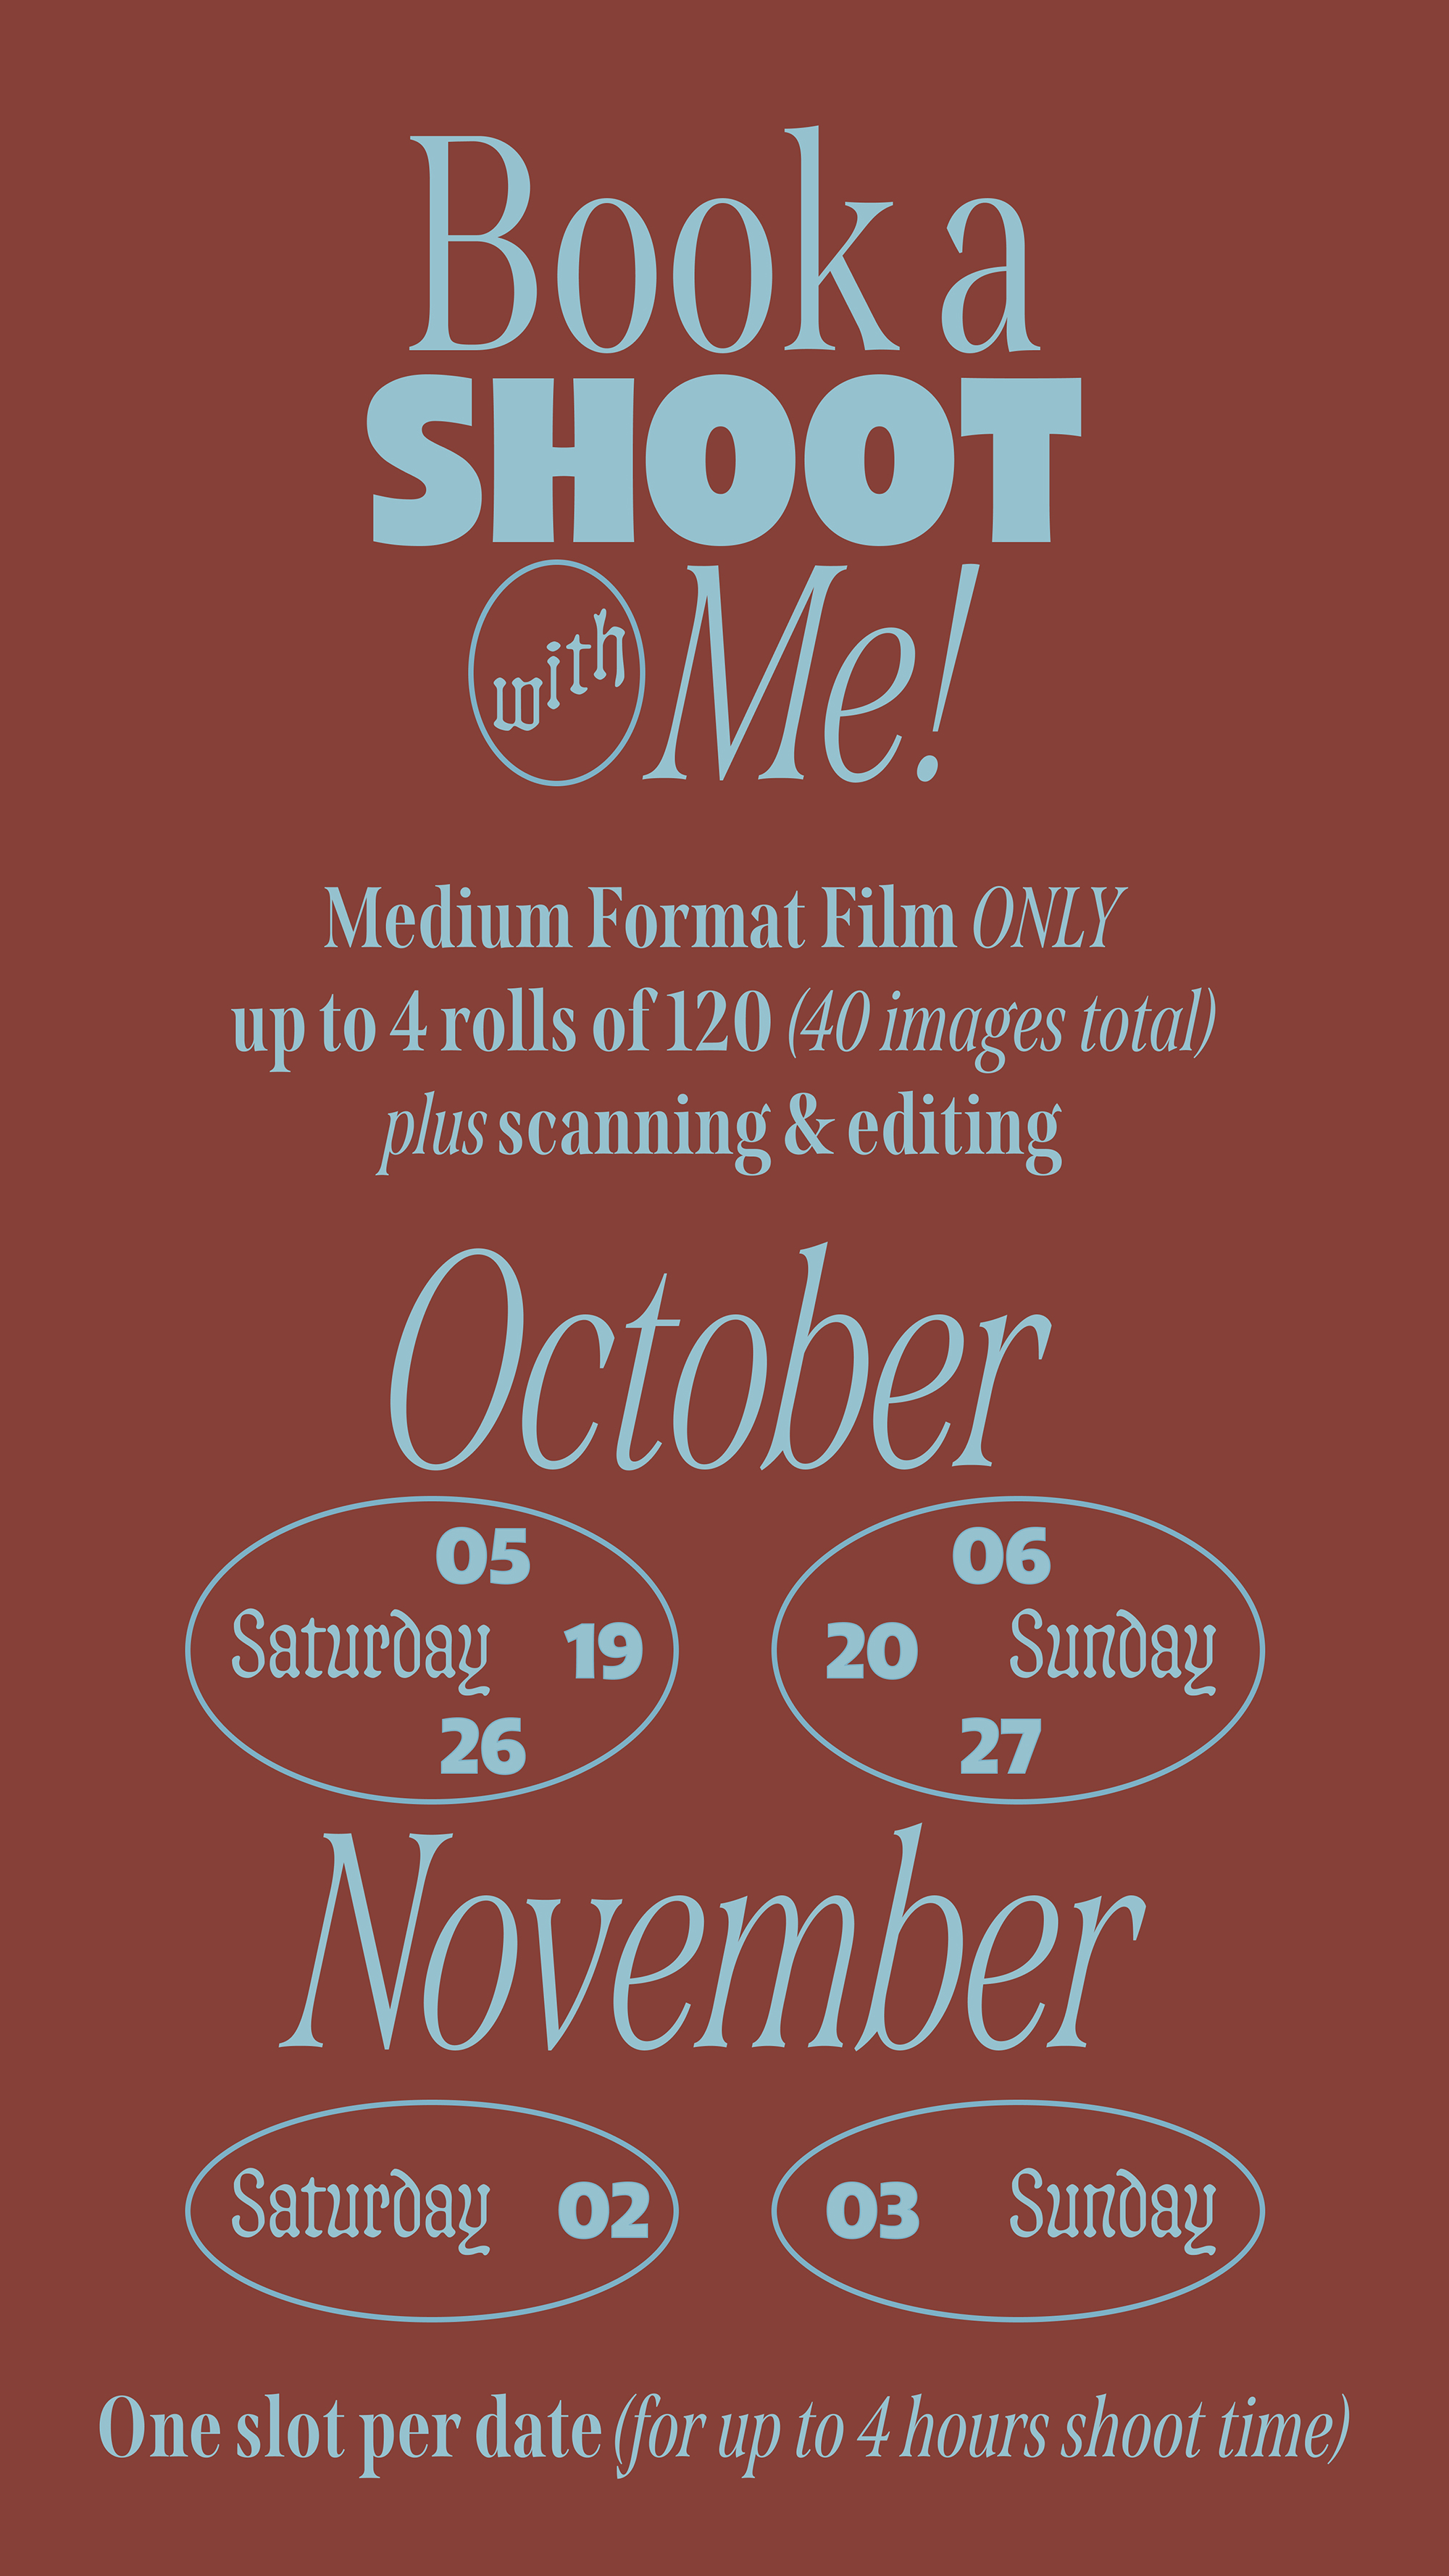 Book a
SHOOT
with Me!
Medium Format Film ONLY
up to 4 rolls of 120 (40 images total)
plus scanning & editing
October
05
Saturday 19
26
06
20 Sunday
27
November
Saturday 02
03 Sunday
One slot per date (for up to 4 hours shoot time)